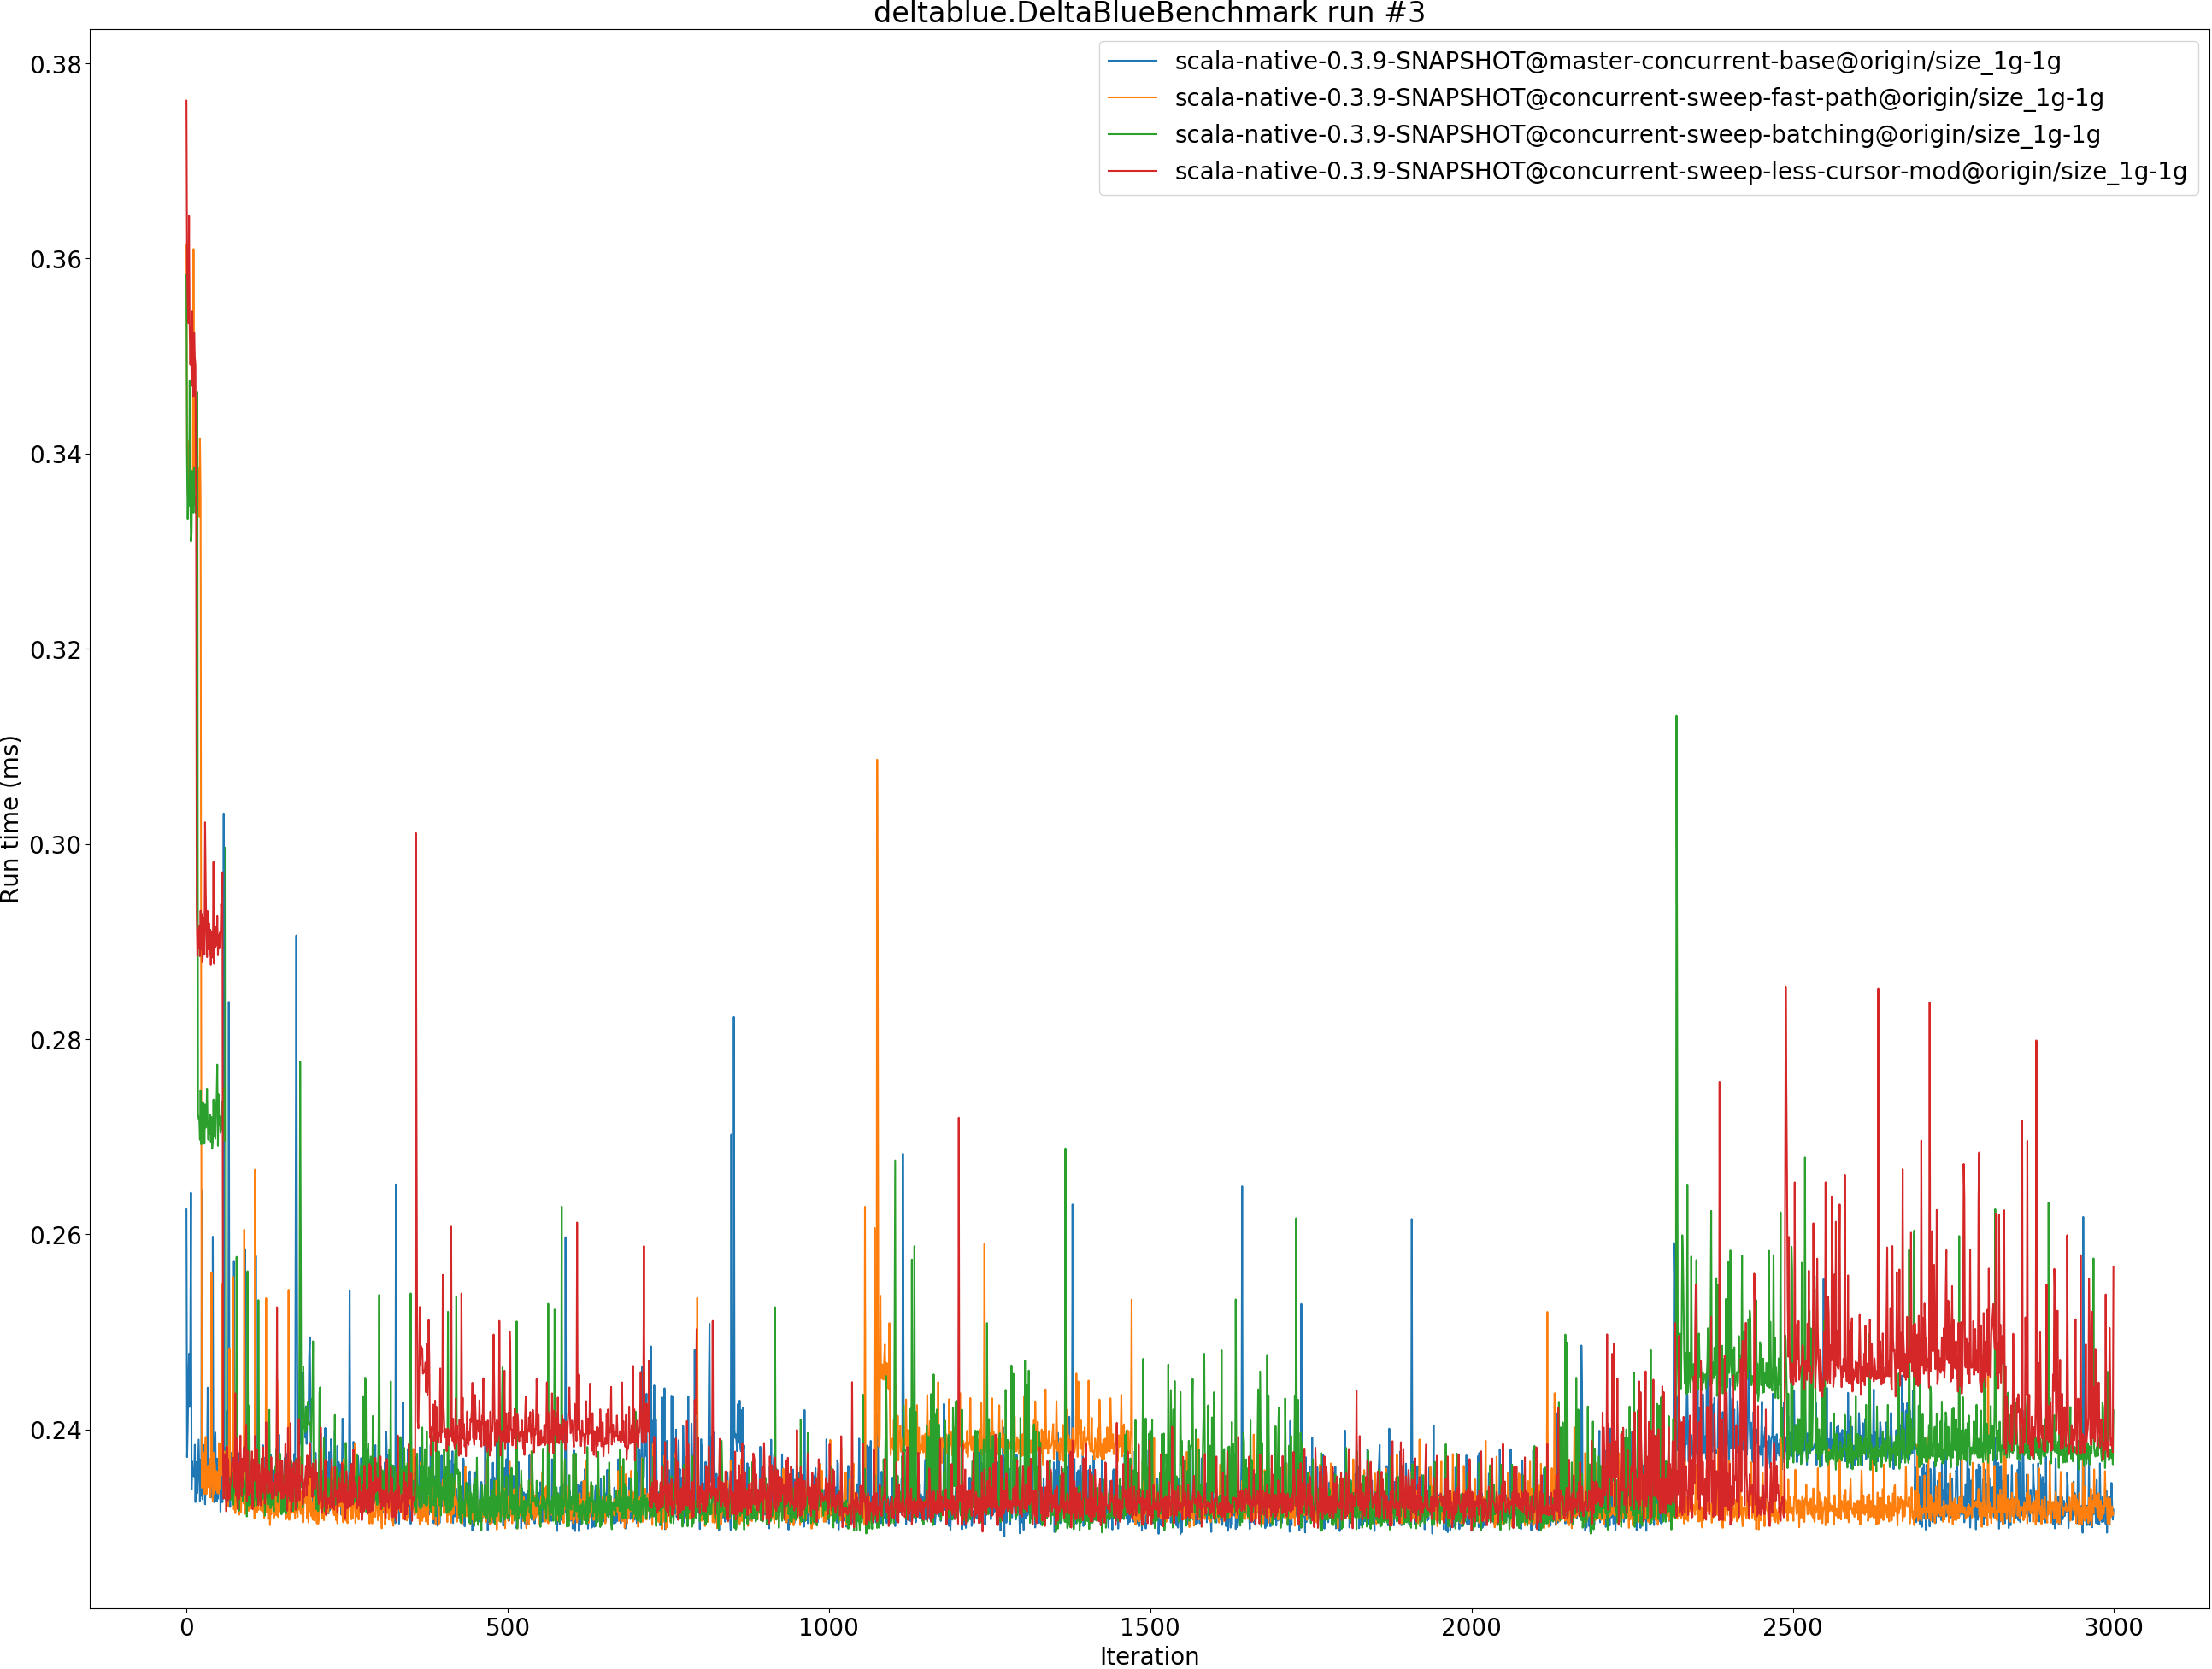 deltablue.DeltaBlueBenchmark run #3
scala-native-0.3.9-SNAPSHOT@master-concurrent-base@origin/size_1g-1g
scala-native-0.3.9-SNAPSHOT@concurrent-sweep-fast-path@origin/size_1g-1g
scala-native-0.3.9-SNAPSHOT@concurrent-sweep-batching@origin/size_1g-1g
scala-native-0.3.9-SNAPSHOT@concurrent-sweep-less-cursor-mod@origin/size_1g-1g
Run time (ms)
0.38
0.36
0.34
0.32
0.30
0.28
0.26
0.24
0 500 1000 1500 2000 2500 3000
Iteration